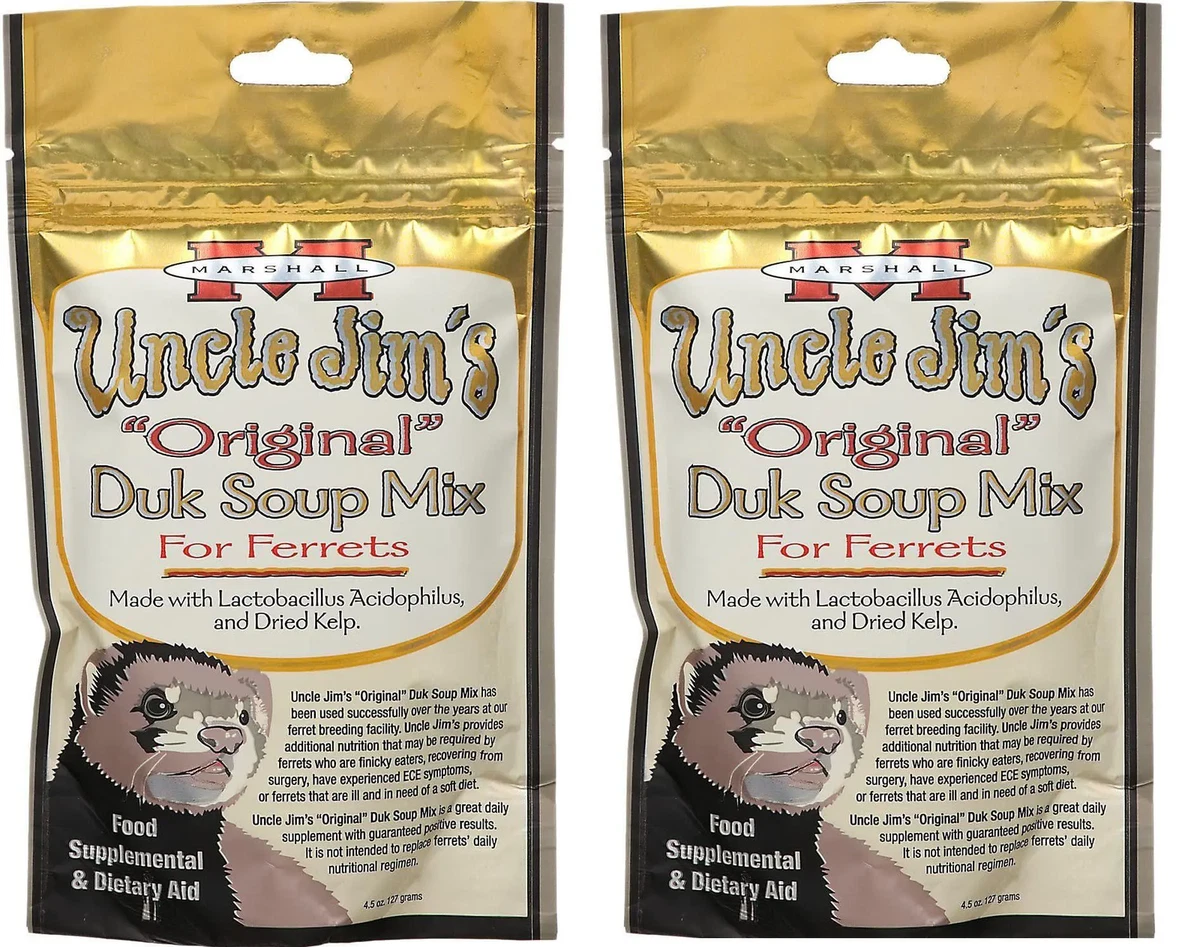 MARSHALL
Uncle Jim's
"Original"
Duk Soup Mix
For Ferrets
Made with Lactobacillus Acidophilus,
and Dried Kelp.
Uncle Jim's "Original" Duk Soup Mix has
been used successfully over the years at our
ferret breeding facility. Uncle Jim's provides
additional nutrition that may be required by
ferrets who are finicky eaters, recovering from
surgery, have experienced ECE symptoms,
or ferrets that are ill and in need of a soft diet.
Uncle Jim's "Original" Duk Soup Mix is a great daily
supplement with guaranteed positive results.
It is not intended to replace ferrets' daily
nutritional regimen.
Food
Supplemental
& Dietary Aid
4.5 oz. 127 grams
MARSHALL
Uncle Jim's
"Original"
Duk Soup Mix
For Ferrets
Made with Lactobacillus Acidophilus,
and Dried Kelp.
Uncle Jim's "Original" Duk Soup Mix has
been used successfully over the years at our
ferret breeding facility. Uncle Jim's provides
additional nutrition that may be required by
ferrets who are finicky eaters, recovering from
surgery, have experienced ECE symptoms,
or ferrets that are ill and in need of a soft diet.
Uncle Jim's "Original" Duk Soup Mix is a great daily
supplement with guaranteed positive results.
It is not intended to replace ferrets' daily
nutritional regimen.
Food
Supplemental
& Dietary Aid
4.5 oz. 127 grams